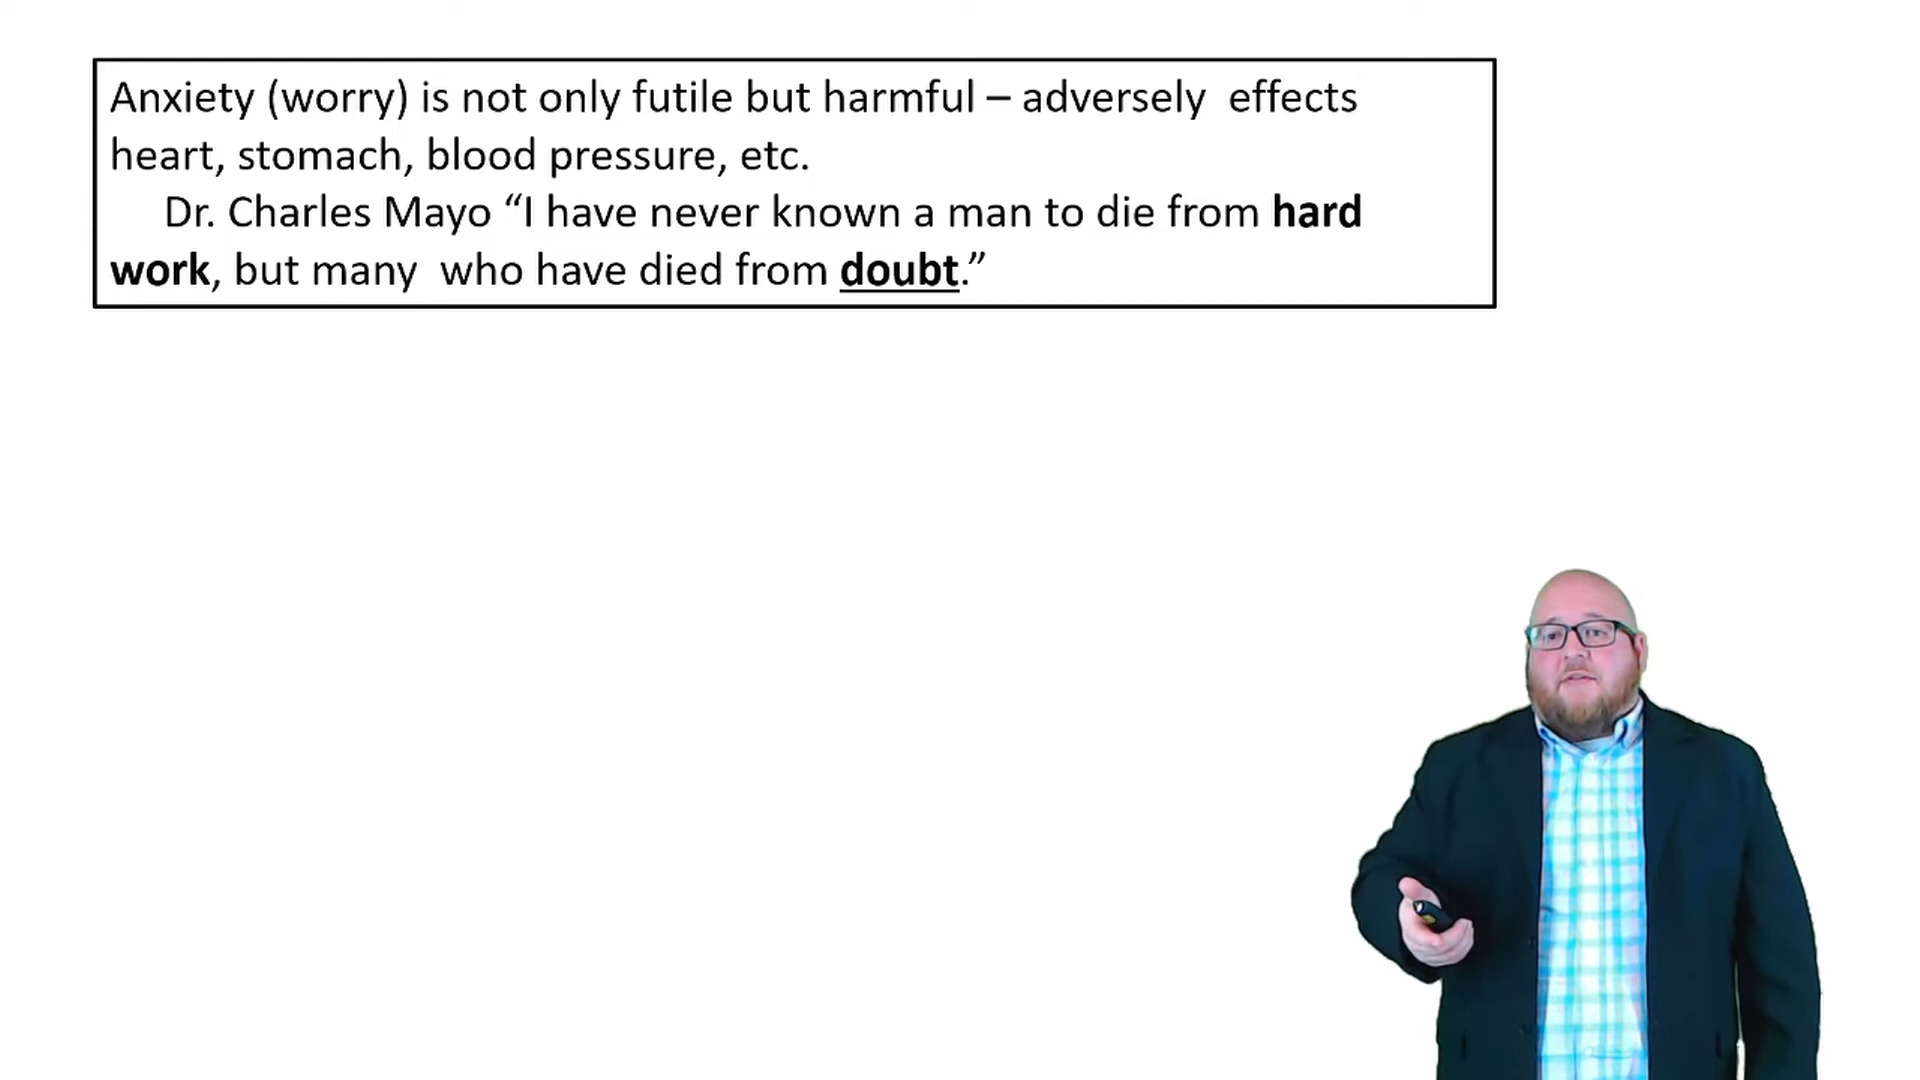 Anxiety (worry) is not only futile but harmful – adversely  effects
heart, stomach, blood pressure, etc.
Dr. Charles Mayo “I have never known a man to die from hard
work, but many  who have died from doubt.”